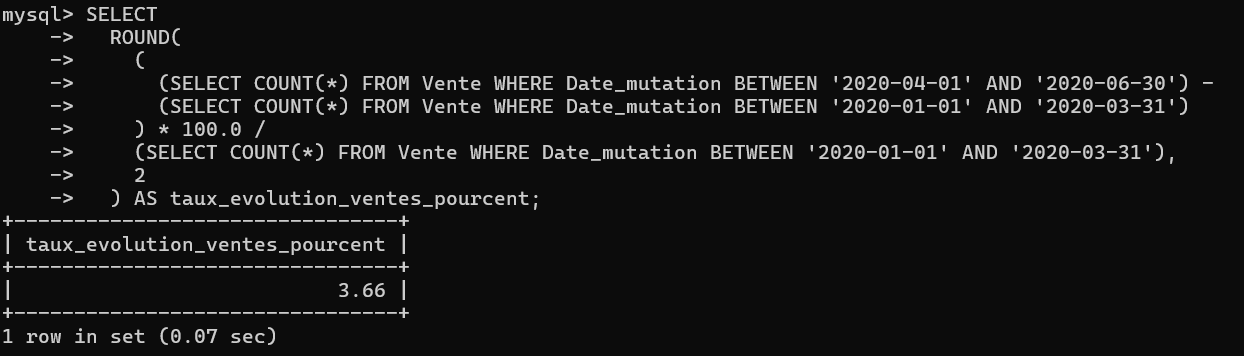 mysql> SELECT
    ->   ROUND(
    ->     (
    ->       (SELECT COUNT(*) FROM Vente WHERE Date_mutation BETWEEN '2020-04-01' AND '2020-06-30') -
    ->       (SELECT COUNT(*) FROM Vente WHERE Date_mutation BETWEEN '2020-01-01' AND '2020-03-31')
    ->     ) * 100.0 /
    ->     (SELECT COUNT(*) FROM Vente WHERE Date_mutation BETWEEN '2020-01-01' AND '2020-03-31'),
    ->     2
    ->   ) AS taux_evolution_ventes_pourcent;
+--------------------------------+
| taux_evolution_ventes_pourcent |
+--------------------------------+
|                           3.66 |
+--------------------------------+
1 row in set (0.07 sec)